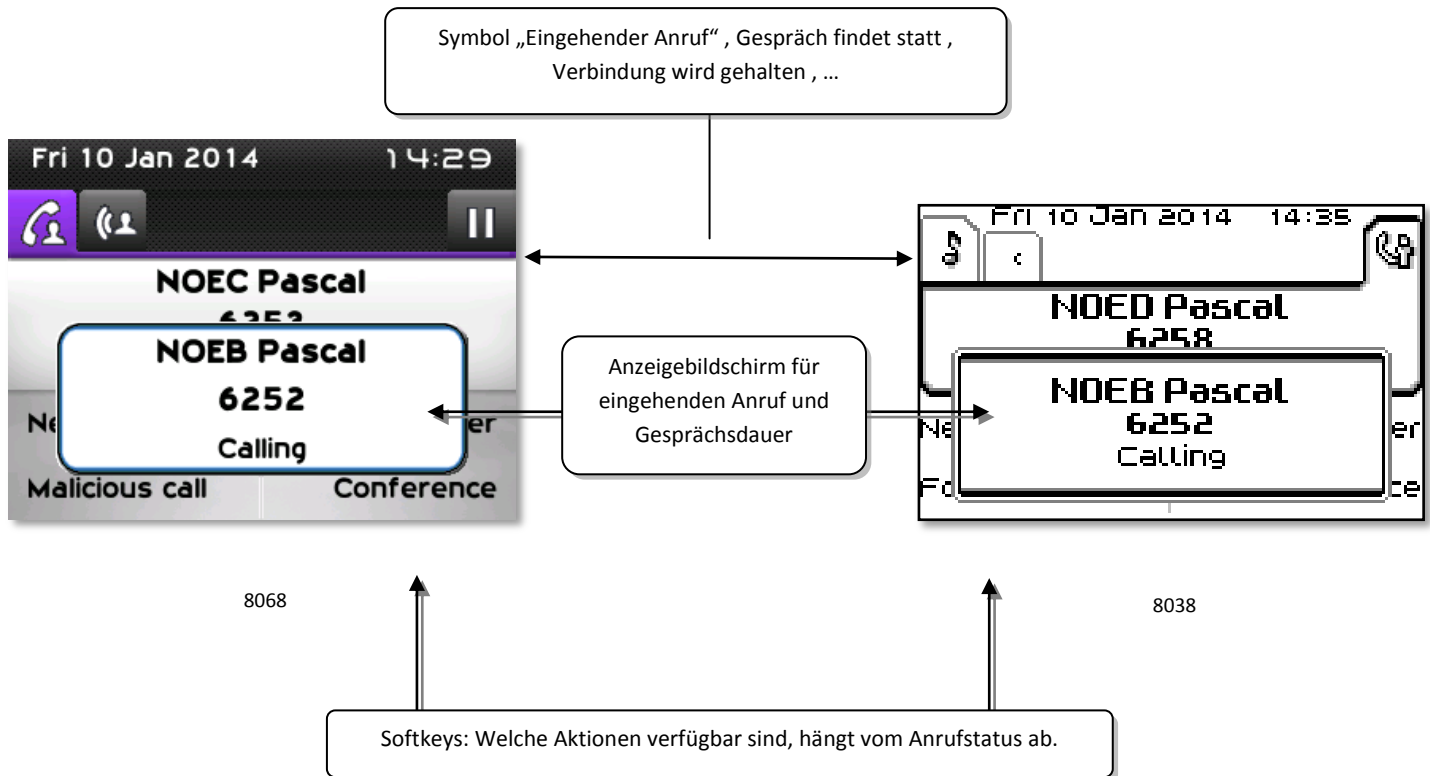 Symbol „Eingehender Anruf“ , Gespräch findet statt ,
Verbindung wird gehalten , ...
Fri 10 Jan 2014 14:29
NOEC Pascal
NOEB Pascal
6252
Calling
Malicious call Conference
Anzeigebildschirm für
eingehenden Anruf und
Gesprächsdauer
Fri 10 Jan 2014 14:35
NOED Pascal
6258
NOEB Pascal
6252
Calling
8068
8038
Softkeys: Welche Aktionen verfügbar sind, hängt vom Anrufstatus ab.